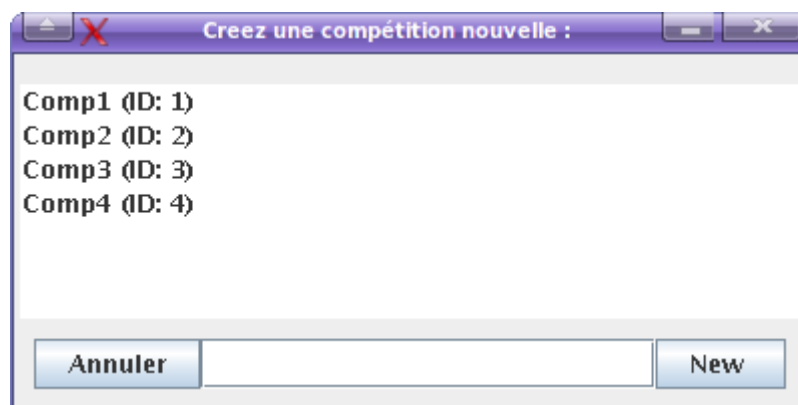 Creez une compétition nouvelle :
Comp1 (ID: 1)
Comp2 (ID: 2)
Comp3 (ID: 3)
Comp4 (ID: 4)
Annuler New